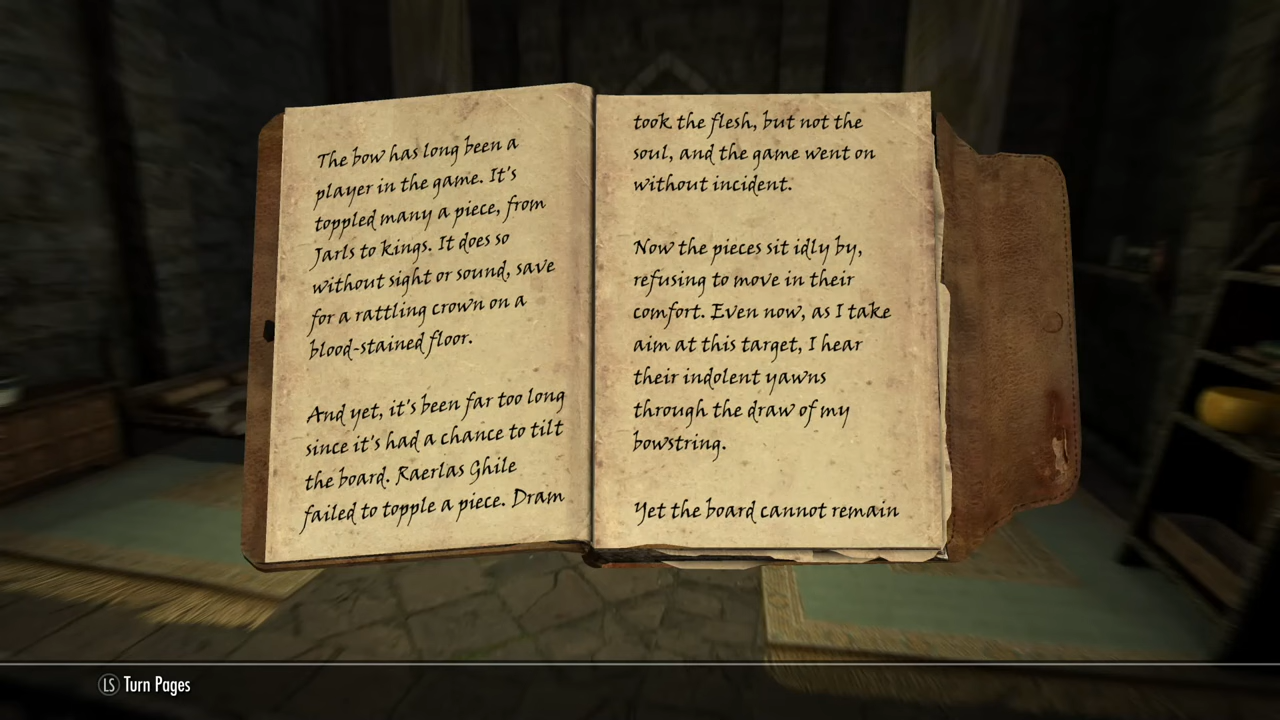 The bow has long been a
player in the game. It's
toppled many a piece, from
Jarls to kings. It does so
without sight or sound, save
for a rattling crown on a
blood-stained floor.
And yet, it's been far too long
since it's had a chance to tilt
the board. Raerlas Ghile
failed to topple a piece. Dram
took the flesh, but not the
soul, and the game went on
without incident.
Now the pieces sit idly by,
refusing to move in their
comfort. Even now, as I take
aim at this target, I hear
their indolent yawns
through the draw of my
bowstring.
Yet the board cannot remain
LS Turn Pages